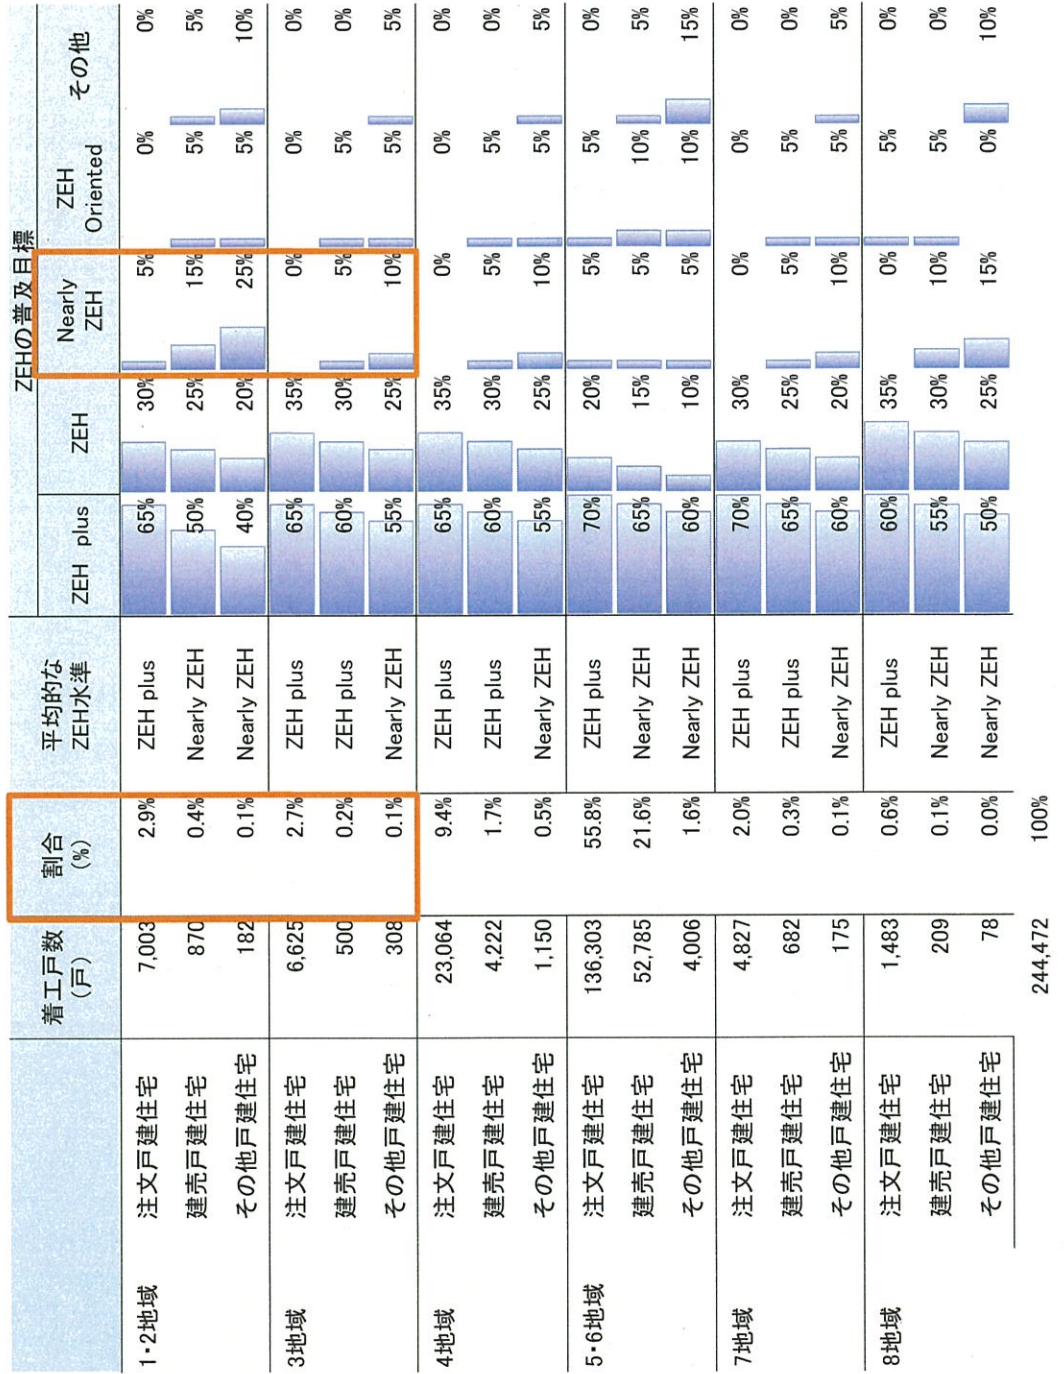 ZEHの普及目標
着工戸数 割合 平均的な ZEH plus ZEH Nearly ZEH その他
（戸） （%） ZEH水準 ZEH Oriented
1・2地域 注文戸建住宅 7,003 2.9% ZEH plus 65% 30% 5% 0% 0%
建売戸建住宅 870 0.4% Nearly ZEH 50% 25% 15% 5% 5%
その他戸建住宅 182 0.1% Nearly ZEH 40% 20% 25% 5% 10%
3地域 注文戸建住宅 6,625 2.7% ZEH plus 65% 35% 0% 0% 0%
建売戸建住宅 500 0.2% ZEH plus 60% 30% 5% 5% 0%
その他戸建住宅 308 0.1% Nearly ZEH 55% 25% 10% 5% 5%
4地域 注文戸建住宅 23,064 9.4% ZEH plus 65% 35% 0% 0% 0%
建売戸建住宅 4,222 1.7% ZEH plus 60% 30% 5% 5% 0%
その他戸建住宅 1,150 0.5% Nearly ZEH 55% 25% 10% 5% 5%
5・6地域 注文戸建住宅 136,303 55.8% ZEH plus 70% 20% 5% 5% 0%
建売戸建住宅 52,785 21.6% Nearly ZEH 65% 15% 5% 10% 5%
その他戸建住宅 4,006 1.6% Nearly ZEH 60% 10% 5% 10% 15%
7地域 注文戸建住宅 4,827 2.0% ZEH plus 70% 30% 0% 0% 0%
建売戸建住宅 682 0.3% ZEH plus 65% 25% 5% 5% 0%
その他戸建住宅 175 0.1% Nearly ZEH 60% 20% 10% 5% 5%
8地域 注文戸建住宅 1,483 0.6% ZEH plus 60% 35% 0% 5% 0%
建売戸建住宅 209 0.1% Nearly ZEH 55% 30% 10% 5% 0%
その他戸建住宅 78 0.0% Nearly ZEH 50% 25% 15% 0% 10%
244,472 100%